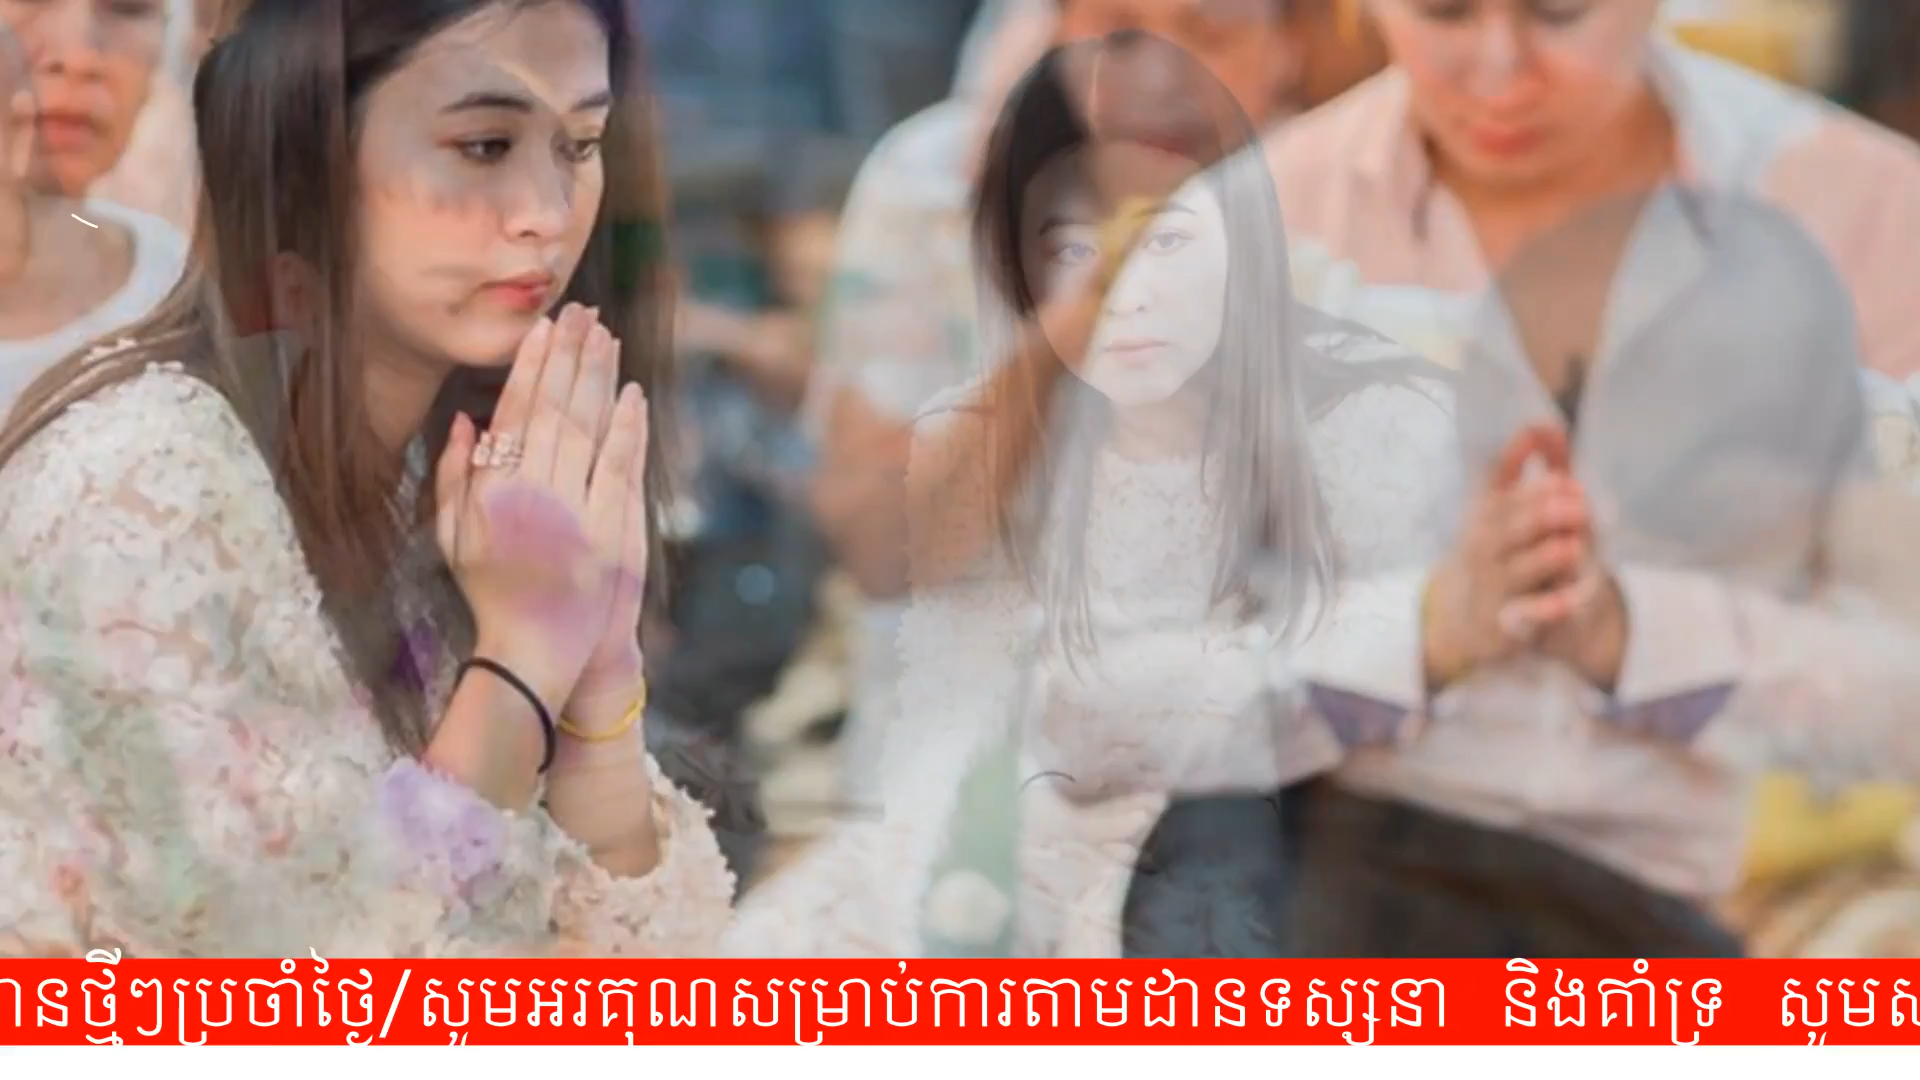 ានថ្មីៗប្រចាំថ្ងៃ/សូមអរគុណសម្រាប់ការតាមដានទស្សនា និងគាំទ្រ សូមស